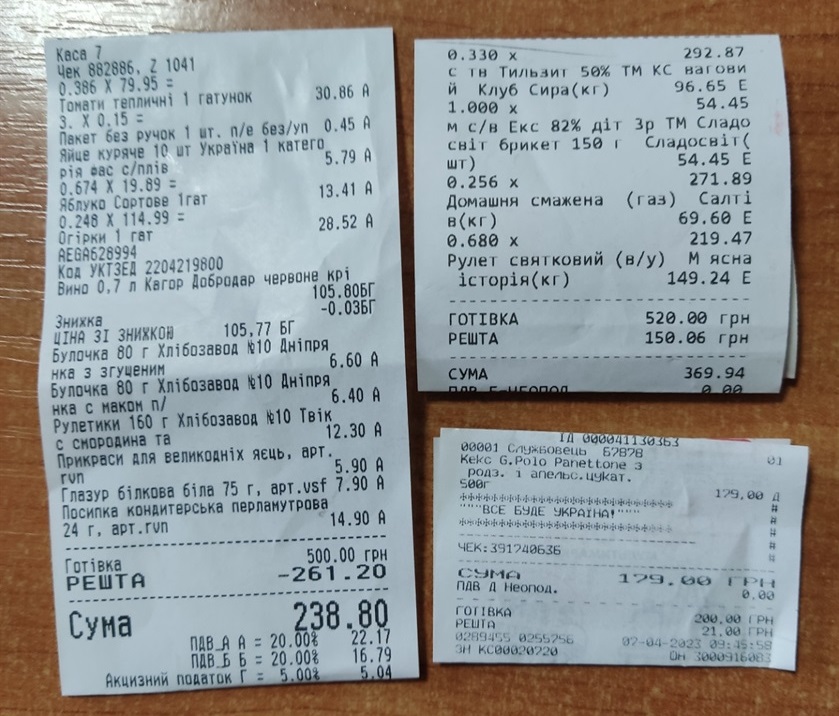 Каса 7
Чек 882886, Z 1041
0.386 X 79.95 =
Томати тепличні 1 гатунок 30.86 А
3. X 0.15 =
Пакет без ручок 1 шт. п/е без/уп 0.45 А
Яйце куряче 10 шт Україна 1 катего
рія фас с/плів 5.79 А
0.674 X 19.89 =
Яблуко Сортове 1гат 13.41 А
0.248 X 114.99 =
Огірки 1 гат 28.52 А
AEGA628994
Код УКТЗЕД 2204219800
Вино 0,7 л Кагор Добродар червоне крі
105.80БГ
Знижка -0.03БГ
ЦІНА ЗІ ЗНИЖКОЮ 105,77 БГ
Булочка 80 г Хлібозавод №10 Дніпря
нка з згущеним 6.60 А
Булочка 80 г Хлібозавод №10 Дніпря
нка с маком п/ 6.40 А
Рулетики 160 г Хлібозавод №10 Твік
с смородина та 12.30 А
Прикраси для великодніх яєць, арт.
rvn 5.90 А
Глазур білкова біла 75 г, арт.vsf 7.90 А
Посипка кондитерська перламутрова
24 г, арт.rvn 14.90 А
Готівка 500.00 грн
РЕШТА -261.20
Сума 238.80
ПДВ_А А = 20.00% 22.17
ПДВ_Б Б = 20.00% 16.79
Акцизний податок Г = 5.00% 5.04
0.330 х 292.87
с тв Тильзит 50% ТМ КС вагови
й Клуб Сира(кг) 96.65 Е
1.000 х 54.45
м с/в Екс 82% діт Зр ТМ Сладо
світ брикет 150 г Сладосвіт(
шт) 54.45 Е
0.256 х 271.89
Домашня смажена (газ) Салті
в(кг) 69.60 Е
0.680 х 219.47
Рулет святковий (в/у) М ясна
історія(кг) 149.24 Е
ГОТІВКА 520.00 грн
РЕШТА 150.06 грн
СУМА 369.94
ПДВ Е-НЕОПОД 0.00
ІД 000041130363
00001 Службовець 67878 01
Кекс G.Polo Panettone з
родз. і апельс.цукат.
500г 179,00 Д
************************ #
"""ВСЕ БУДЕ УКРАЇНА!""" #
************************ #
#
ЧЕК:391740636 #
СУМА 179.00 ГРН
ПДВ Д Неопод. 0.00
ГОТІВКА 200,00 ГРН
РЕШТА 21,00 ГРН
0289455 0255756 07-04-2023 09:45:58
ЗН КС00020720 ФН 3000916083